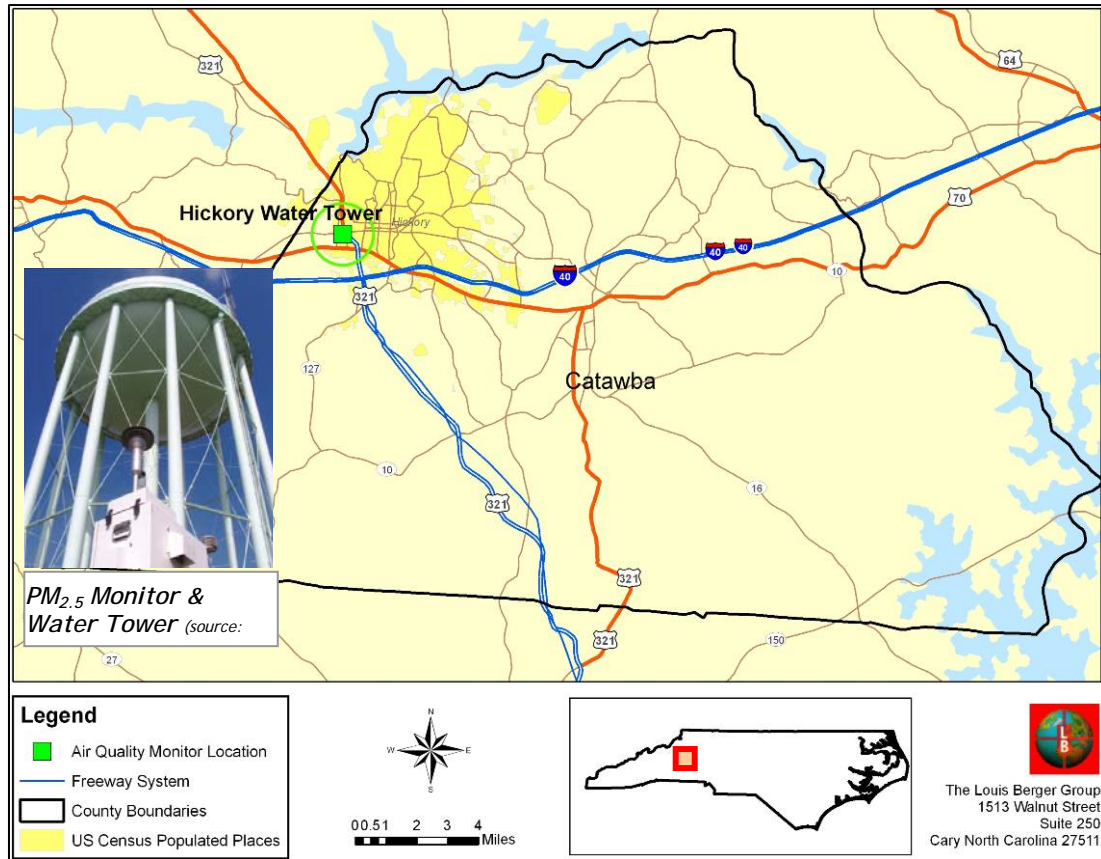 321
64
Hickory Water Tower
Hickory
70
40
40
10
40
321
127
Catawba
10
16
321
321
321
150
27
PM2.5 Monitor &
Water Tower (source:
Legend
Air Quality Monitor Location
Freeway System
County Boundaries
US Census Populated Places
N
W
E
S
0 0.5 1 2 3 4
Miles
L
B
The Louis Berger Group
1513 Walnut Street
Suite 250
Cary North Carolina 27511